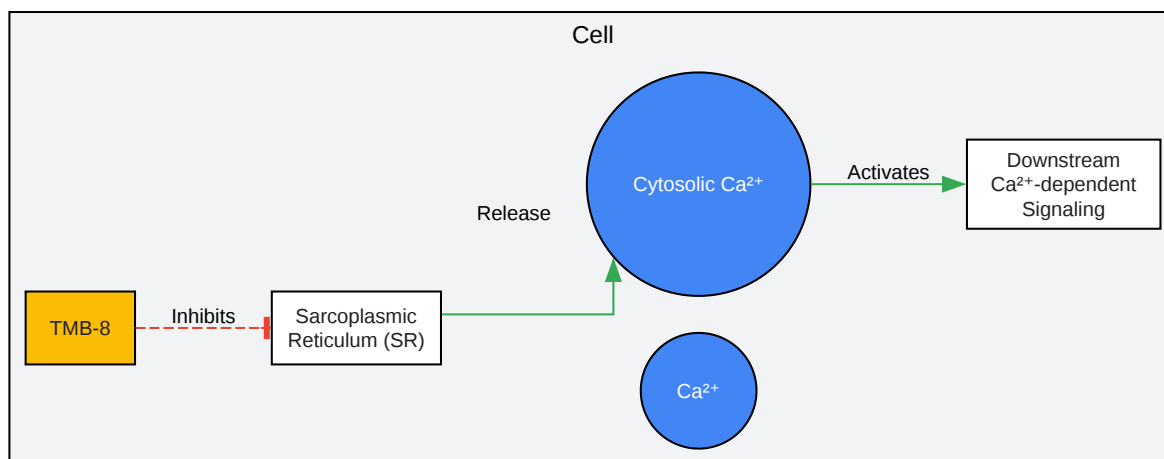 Cell
TMB-8
Inhibits
Sarcoplasmic
Reticulum (SR)
Release
Cytosolic Ca²⁺
Activates
Downstream
Ca²⁺-dependent
Signaling
Ca²⁺